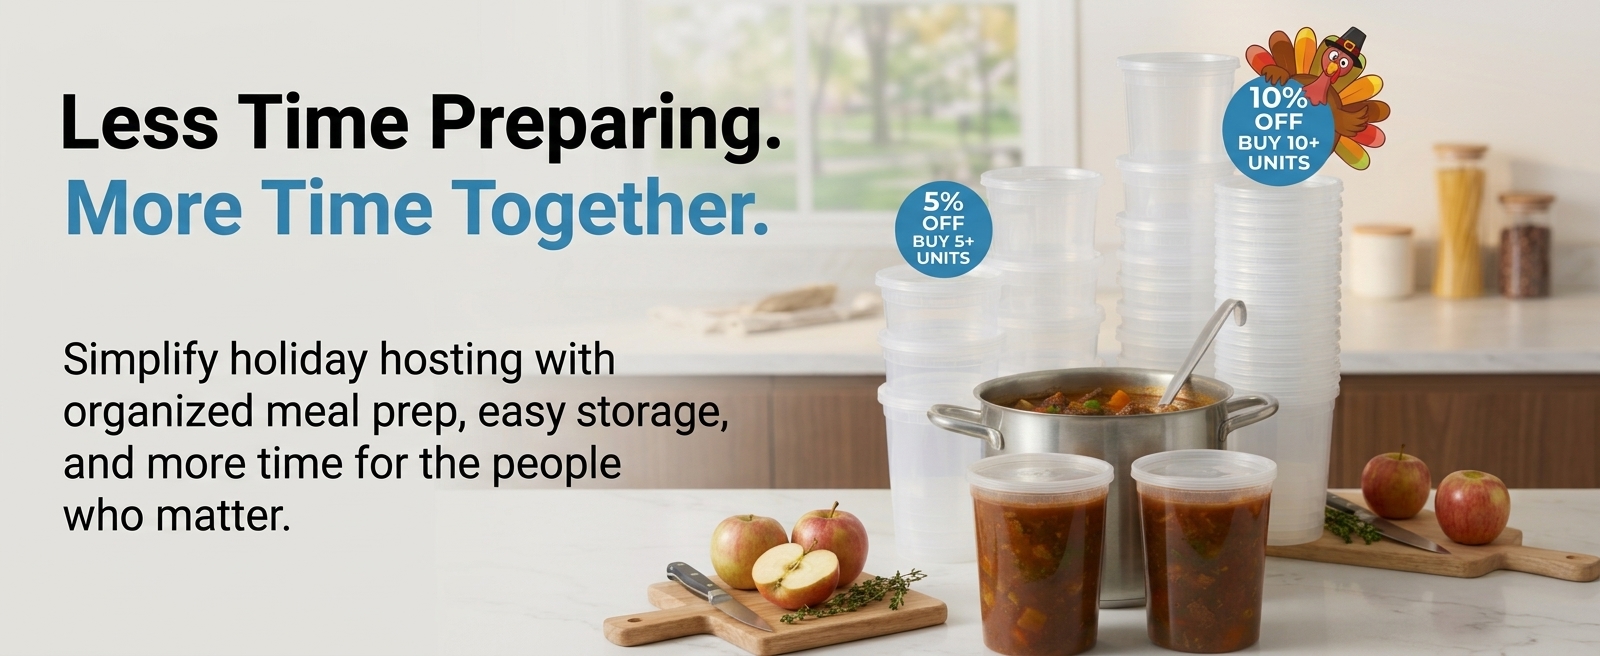 Less Time Preparing.
More Time Together.
Simplify holiday hosting with
organized meal prep, easy storage,
and more time for the people
who matter.
5%
OFF
BUY 5+
UNITS
10%
OFF
BUY 10+
UNITS